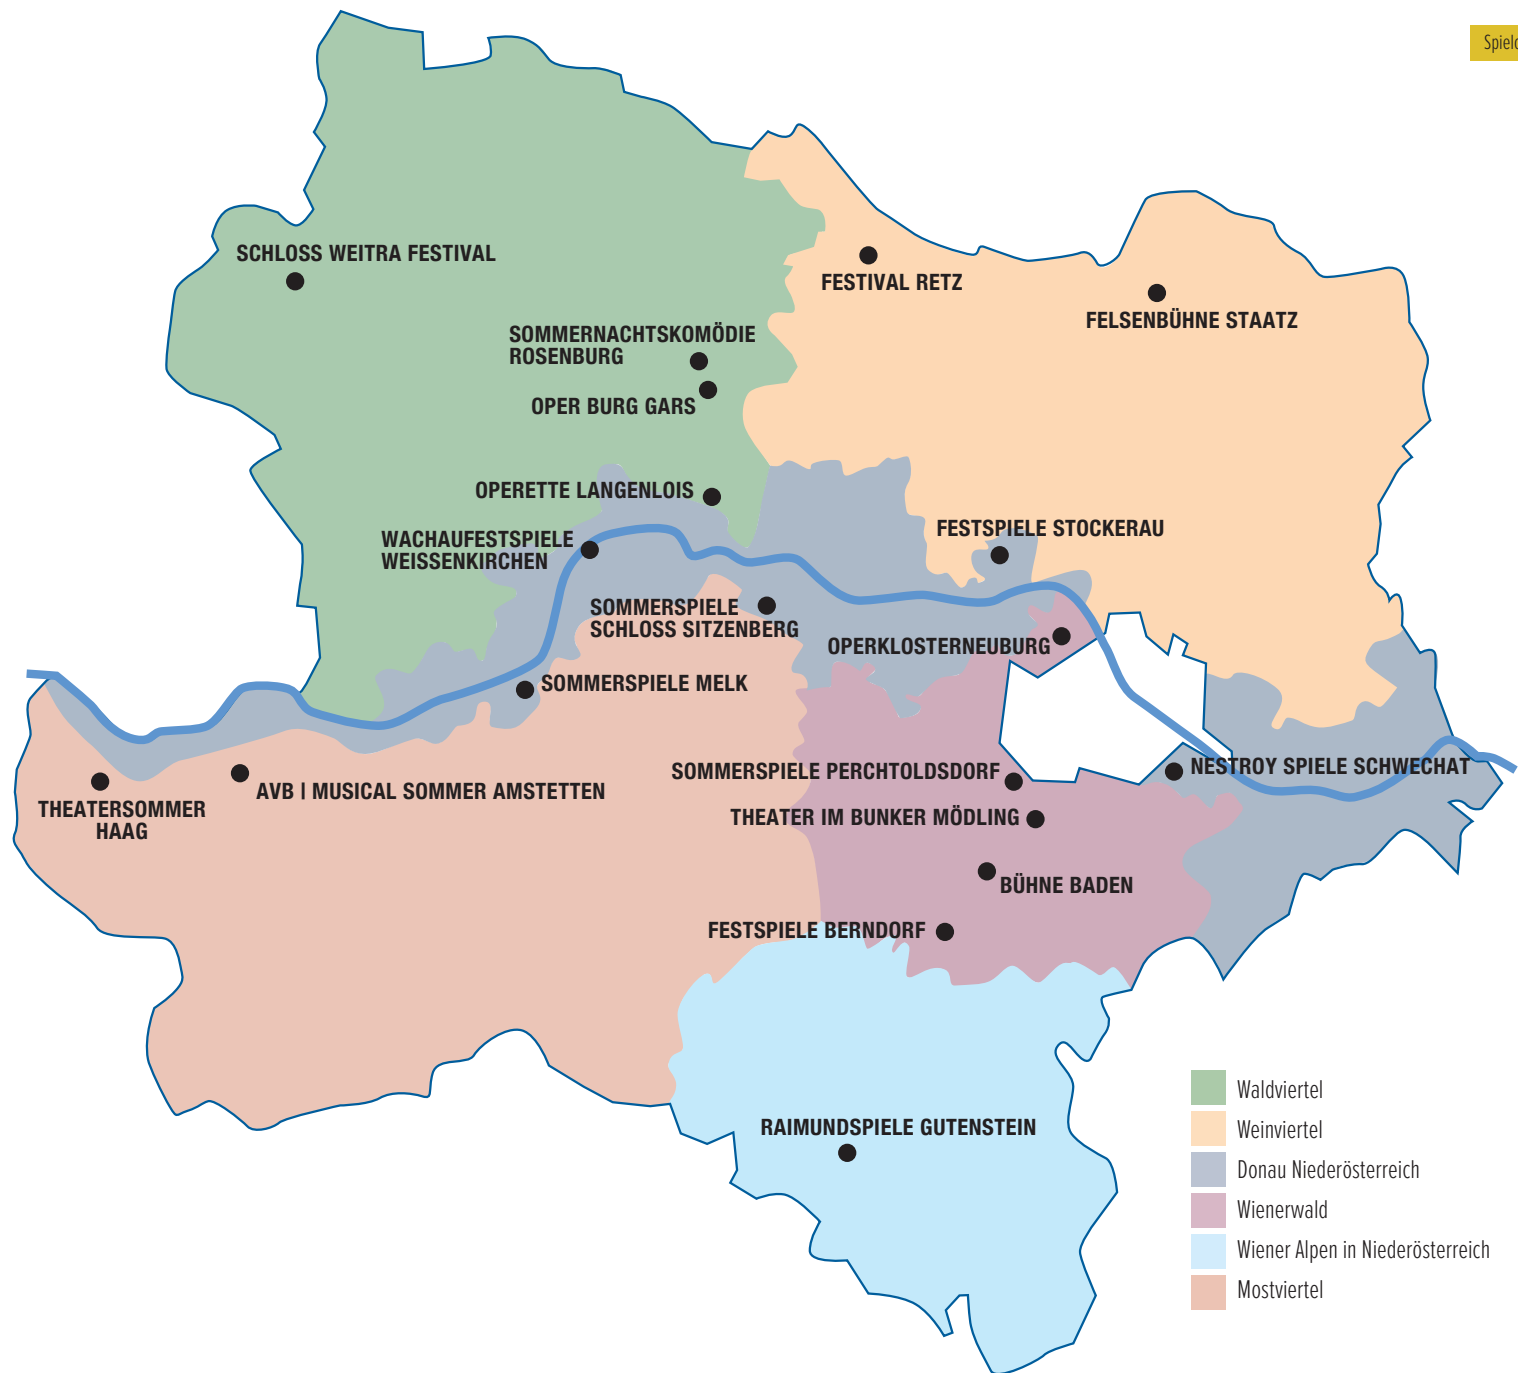 SCHLOSS WEITRA FESTIVAL
FESTIVAL RETZ
FELSENBÜHNE STAATZ
SOMMERNACHTSKOMÖDIE
ROSENBURG
OPER BURG GARS
OPERETTE LANGENLOIS
WACHAUFESTSPIELE
WEISSENKIRCHEN
FESTSPIELE STOCKERAU
SOMMERSPIELE
SCHLOSS SITZENBERG
OPERKLOSTERNEUBURG
SOMMERSPIELE MELK
SOMMERSPIELE PERCHTOLDSDORF
NESTROY SPIELE SCHWECHAT
AVB | MUSICAL SOMMER AMSTETTEN
THEATERSOMMER
HAAG
THEATER IM BUNKER MÖDLING
BÜHNE BADEN
FESTSPIELE BERNDORF
RAIMUNDSPIELE GUTENSTEIN
Waldviertel
Weinviertel
Donau Niederösterreich
Wienerwald
Wiener Alpen in Niederösterreich
Mostviertel